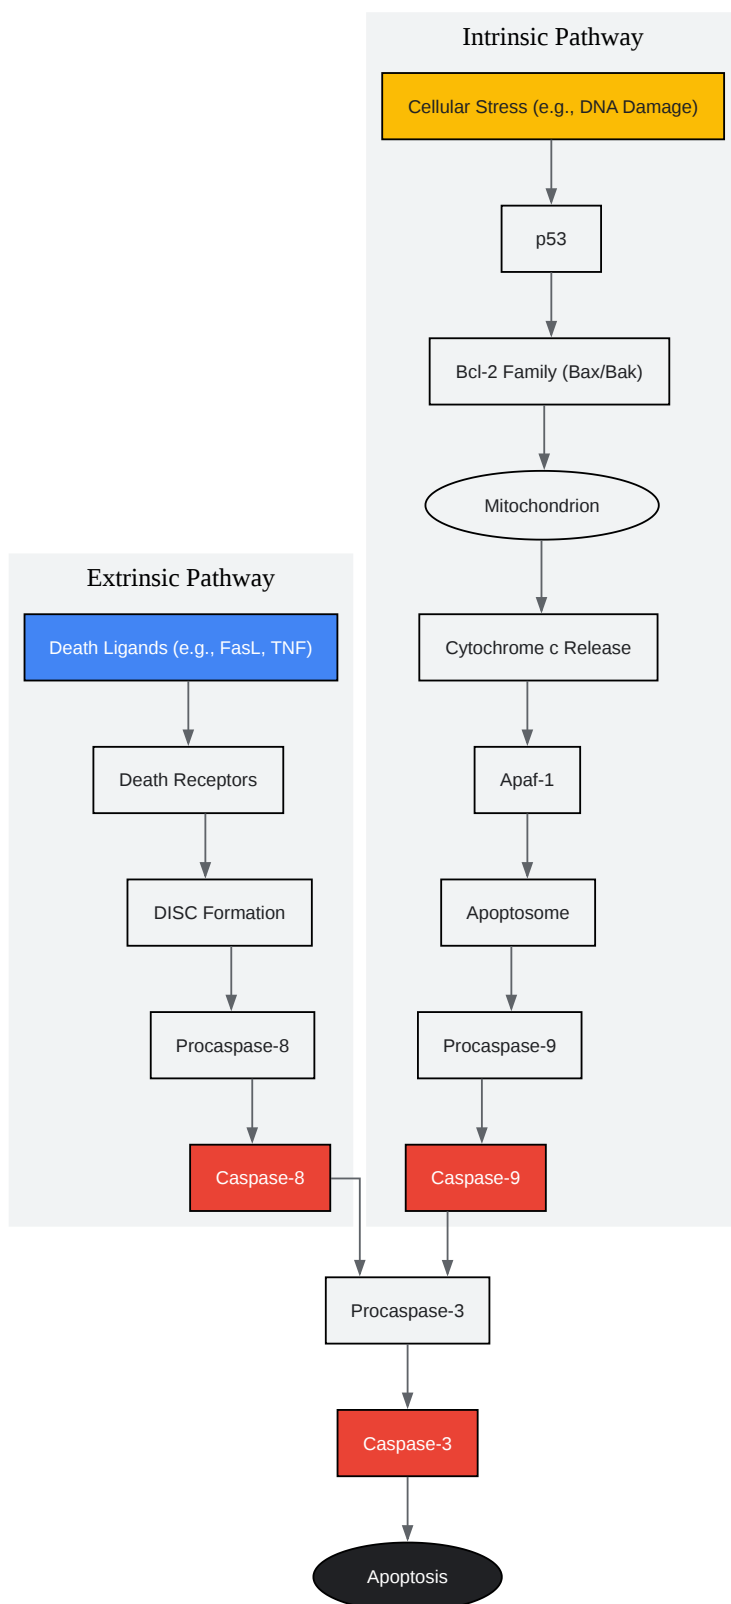 Intrinsic Pathway
Cellular Stress (e.g., DNA Damage)
p53
Bcl-2 Family (Bax/Bak)
Mitochondrion
Extrinsic Pathway
Death Ligands (e.g., FasL, TNF)
Cytochrome c Release
Death Receptors
Apaf-1
DISC Formation
Apoptosome
Procaspase-8
Procaspase-9
Caspase-8
Caspase-9
Procaspase-3
Caspase-3
Apoptosis